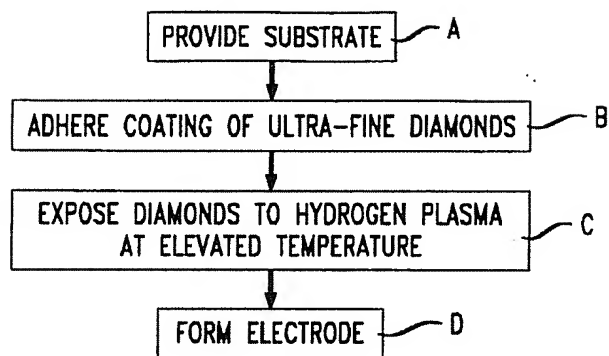 PROVIDE SUBSTRATE A
ADHERE COATING OF ULTRA-FINE DIAMONDS B
EXPOSE DIAMONDS TO HYDROGEN PLASMA
AT ELEVATED TEMPERATURE C
FORM ELECTRODE D